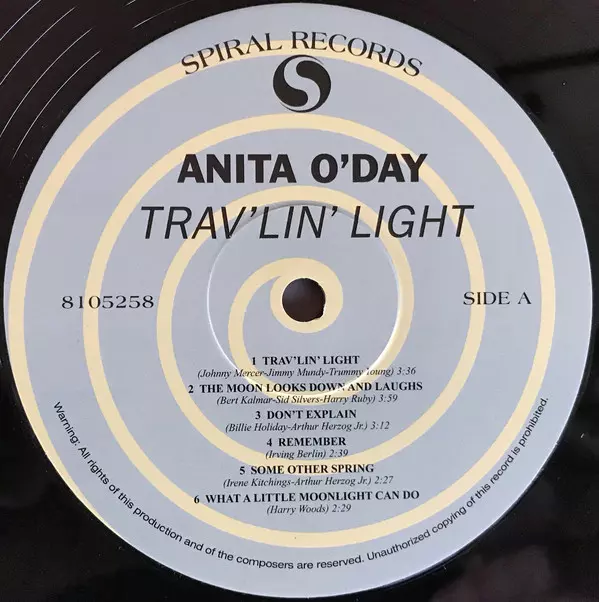 SPIRAL RECORDS
S
ANITA O'DAY
TRAV'LIN' LIGHT
8105258
SIDE A
1 TRAV'LIN' LIGHT
(Johnny Mercer-Jimmy Mundy-Trummy Young) 3:36
2 THE MOON LOOKS DOWN AND LAUGHS
(Bert Kalmar-Sid Silvers-Harry Ruby) 3:59
3 DON'T EXPLAIN
(Billie Holiday-Arthur Herzog Jr.) 3:12
4 REMEMBER
(Irving Berlin) 2:39
5 SOME OTHER SPRING
(Irene Kitchings-Arthur Herzog Jr.) 2:27
6 WHAT A LITTLE MOONLIGHT CAN DO
(Harry Woods) 2:29
Warning: All rights of this production and of the composers are reserved. Unauthorized copying of this record is prohibited.